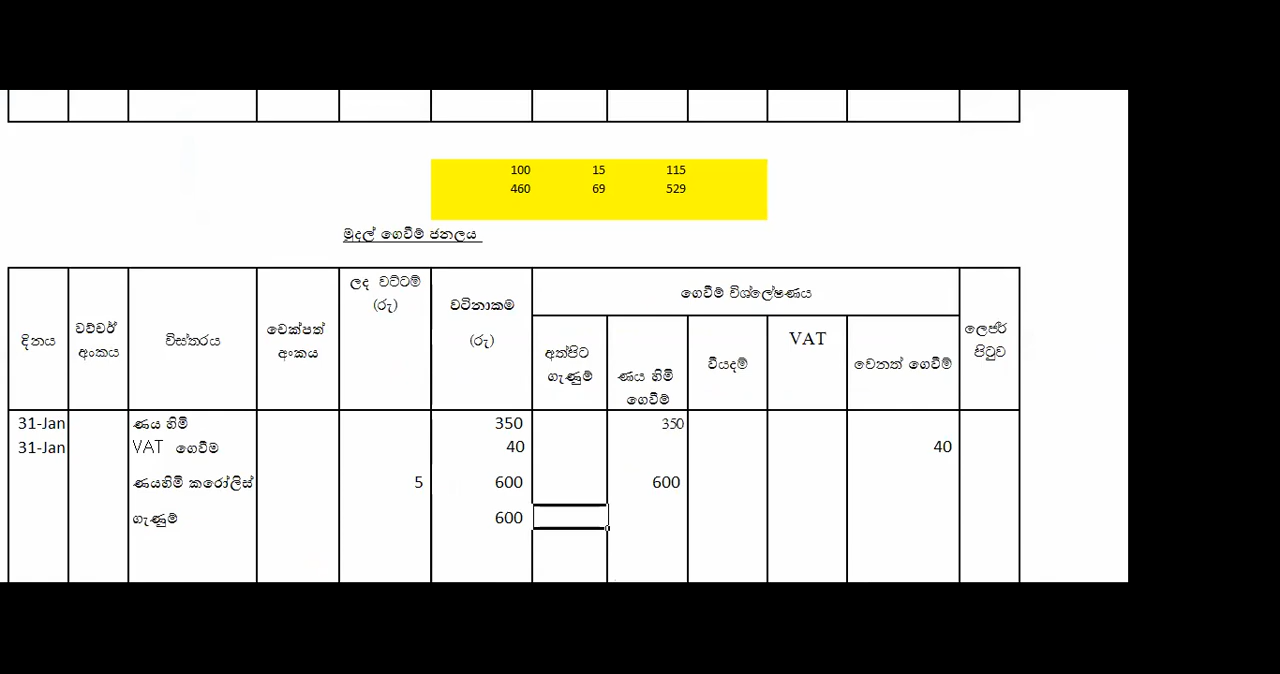 100 15 115
460 69 529
මුදල් ගෙවීම් ජනලය
දිනය වව්චර් අංකය විස්තරය චෙක්පත් අංකය ලද වට්ටම් (රු) වටිනාකම (රු) ගෙවීම් විශ්ලේෂණය ලෙජර් පිටුව
අත්පිට ගැණුම් ණය හිමි ගෙවීම් වියදම් VAT වෙනත් ගෙවීම්
31-Jan ණය හිමි 350 350
31-Jan VAT ගෙවීම 40 40
ණයහිමි කරෝලිස් 5 600 600
ගැණුම් 600